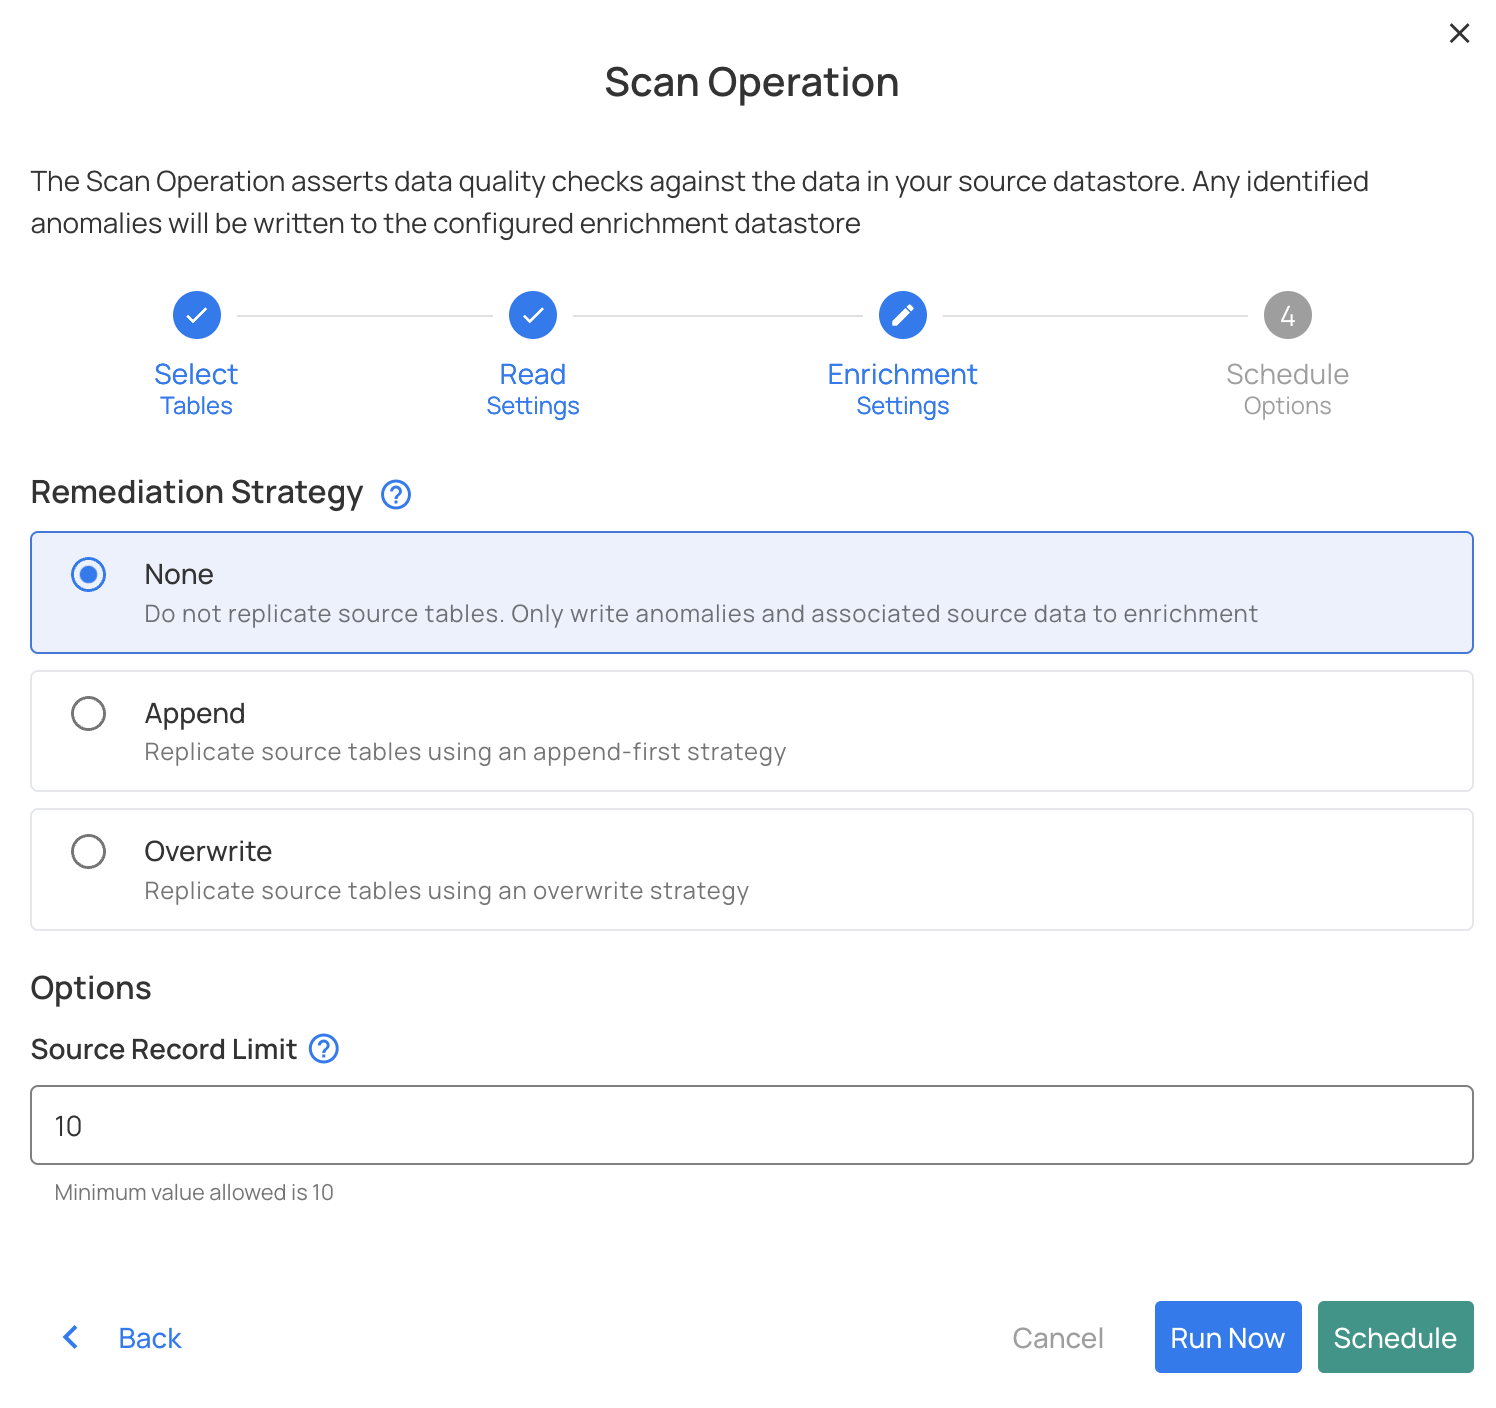 Scan Operation
The Scan Operation asserts data quality checks against the data in your source datastore. Any identified
anomalies will be written to the configured enrichment datastore
4
Select
Tables
Read
Settings
Enrichment
Settings
Schedule
Options
Remediation Strategy
None
Do not replicate source tables. Only write anomalies and associated source data to enrichment
Append
Replicate source tables using an append-first strategy
Overwrite
Replicate source tables using an overwrite strategy
Options
Source Record Limit
10
Minimum value allowed is 10
Back
Cancel
Run Now
Schedule